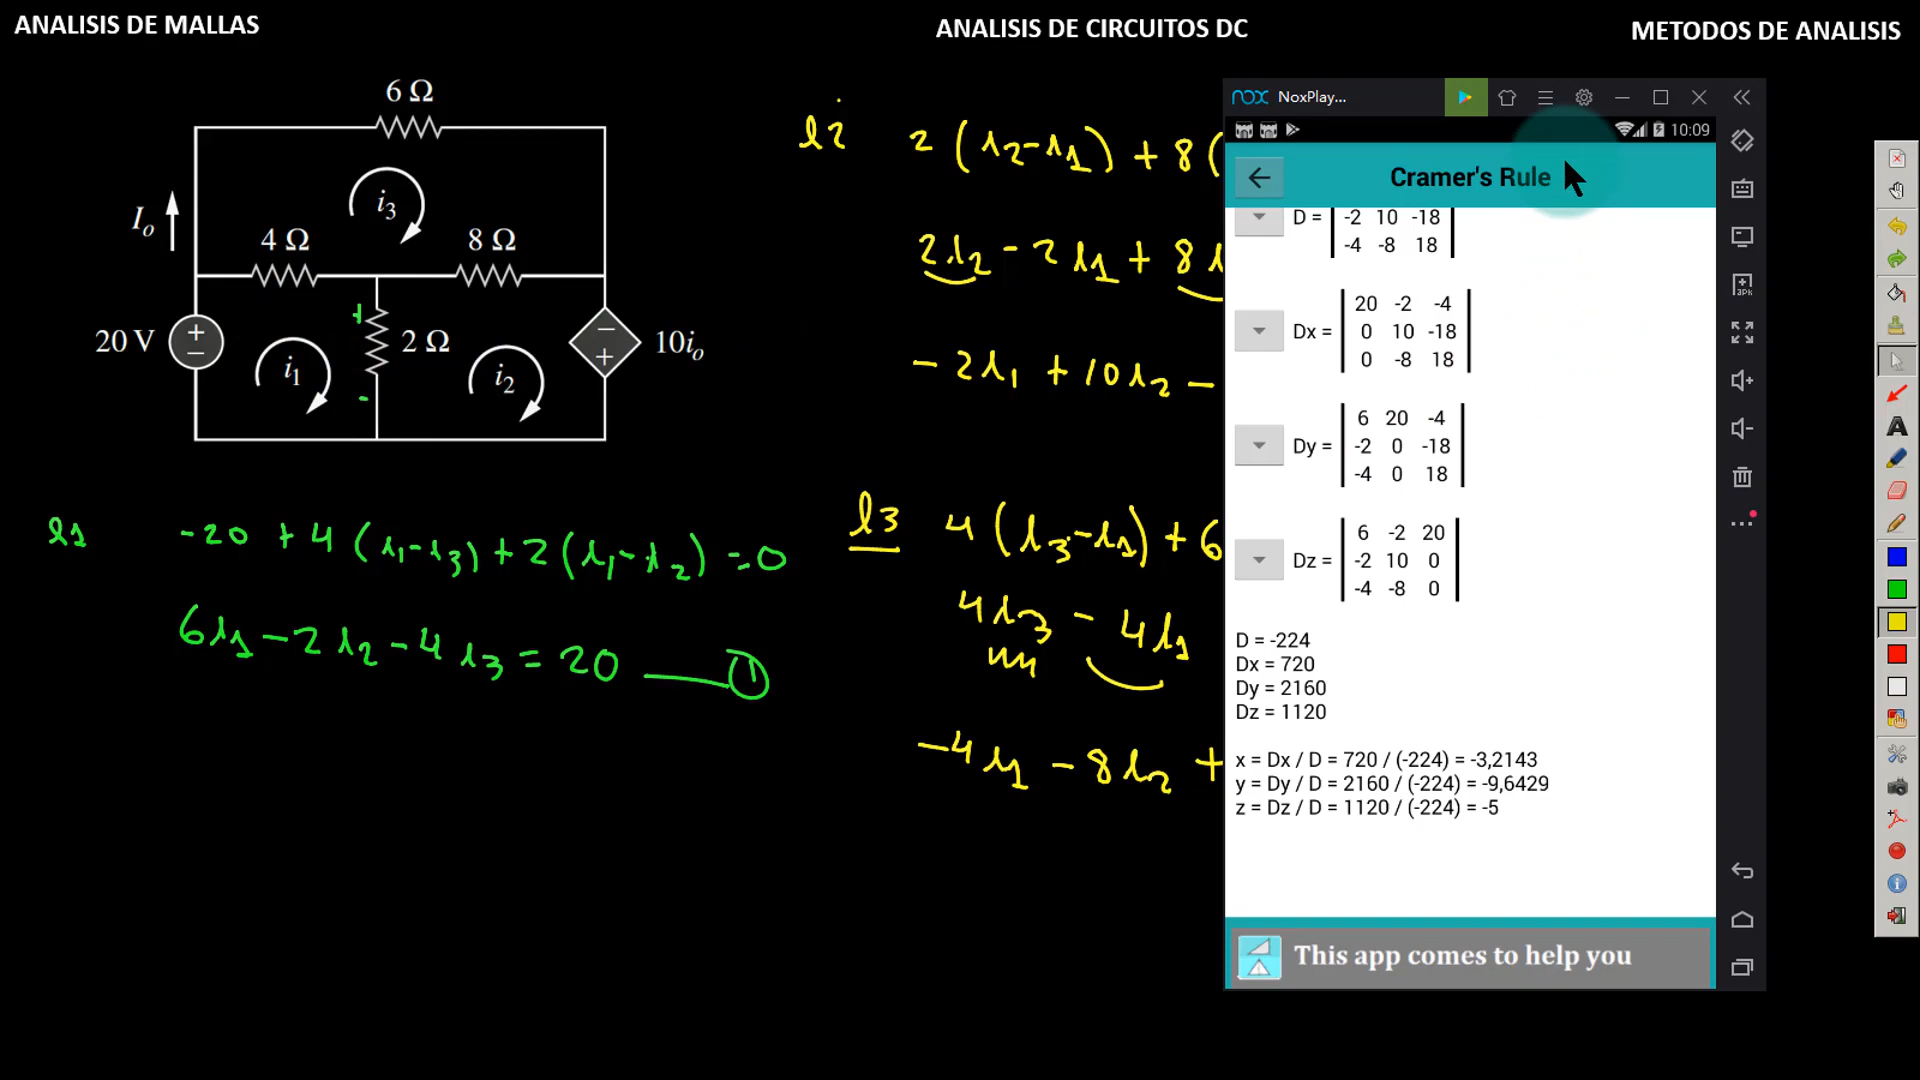 ANALISIS DE MALLAS
ANALISIS DE CIRCUITOS DC
METODOS DE ANALISIS
6 Ω
i3
Io
4 Ω
8 Ω
+
20 V
+
−
2 Ω
i1
i2
−
+
10io
-
i1 -20 + 4 (i1-i3) + 2 (i1-i2) = 0
6i1 - 2i2 - 4i3 = 20 ①
i2 2 (i2-i1) + 8 (
2i2 - 2i1 + 8i
- 2i1 + 10i2 -
i3 4 (i3-i1) + 6
4i3 - 4i1
-4i1 - 8i2 +
nox NoxPlay...
10:09
Cramer's Rule
D = -2 10 -18
-4 -8 18
20 -2 -4
Dx = 0 10 -18
0 -8 18
6 20 -4
Dy = -2 0 -18
-4 0 18
6 -2 20
Dz = -2 10 0
-4 -8 0
D = -224
Dx = 720
Dy = 2160
Dz = 1120
x = Dx / D = 720 / (-224) = -3,2143
y = Dy / D = 2160 / (-224) = -9,6429
z = Dz / D = 1120 / (-224) = -5
This app comes to help you
A